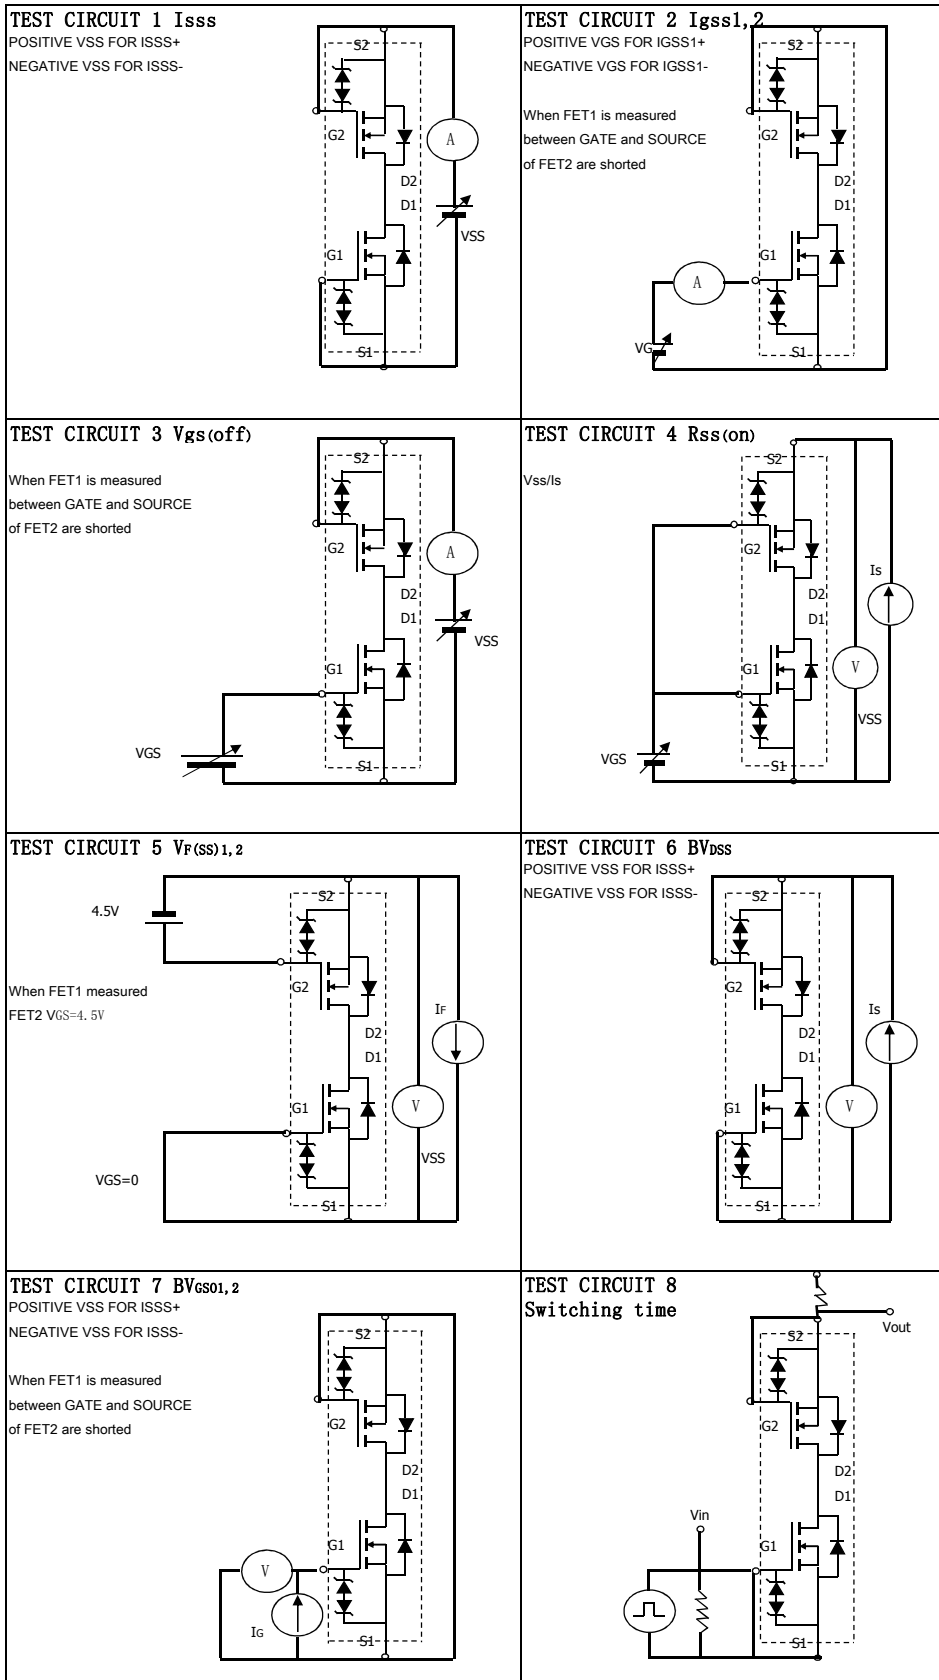 TEST CIRCUIT 1 Isss
POSITIVE VSS FOR ISSS+
NEGATIVE VSS FOR ISSS-
S2
G2
A
D2
D1
VSS
G1
S1
TEST CIRCUIT 2 Igss1,2
POSITIVE VGS FOR IGSS1+
NEGATIVE VGS FOR IGSS1-
When FET1 is measured
between GATE and SOURCE
of FET2 are shorted
S2
G2
D2
D1
G1
A
VG
S1
TEST CIRCUIT 3 Vgs(off)
When FET1 is measured
between GATE and SOURCE
of FET2 are shorted
S2
G2
A
D2
D1
VSS
G1
VGS
S1
TEST CIRCUIT 4 Rss(on)
Vss/Is
S2
G2
Is
D2
D1
G1
V
VSS
VGS
S1
TEST CIRCUIT 5 VF(SS)1,2
4.5V
S2
When FET1 measured
FET2 VGS=4.5V
G2
IF
D2
D1
G1
V
VSS
VGS=0
S1
TEST CIRCUIT 6 BVDSS
POSITIVE VSS FOR ISSS+
NEGATIVE VSS FOR ISSS-
S2
G2
Is
D2
D1
G1
V
S1
TEST CIRCUIT 7 BVGSO1,2
POSITIVE VSS FOR ISSS+
NEGATIVE VSS FOR ISSS-
When FET1 is measured
between GATE and SOURCE
of FET2 are shorted
S2
G2
D2
D1
G1
V
IG
S1
TEST CIRCUIT 8
Switching time
Vout
S2
G2
D2
D1
Vin
G1
S1